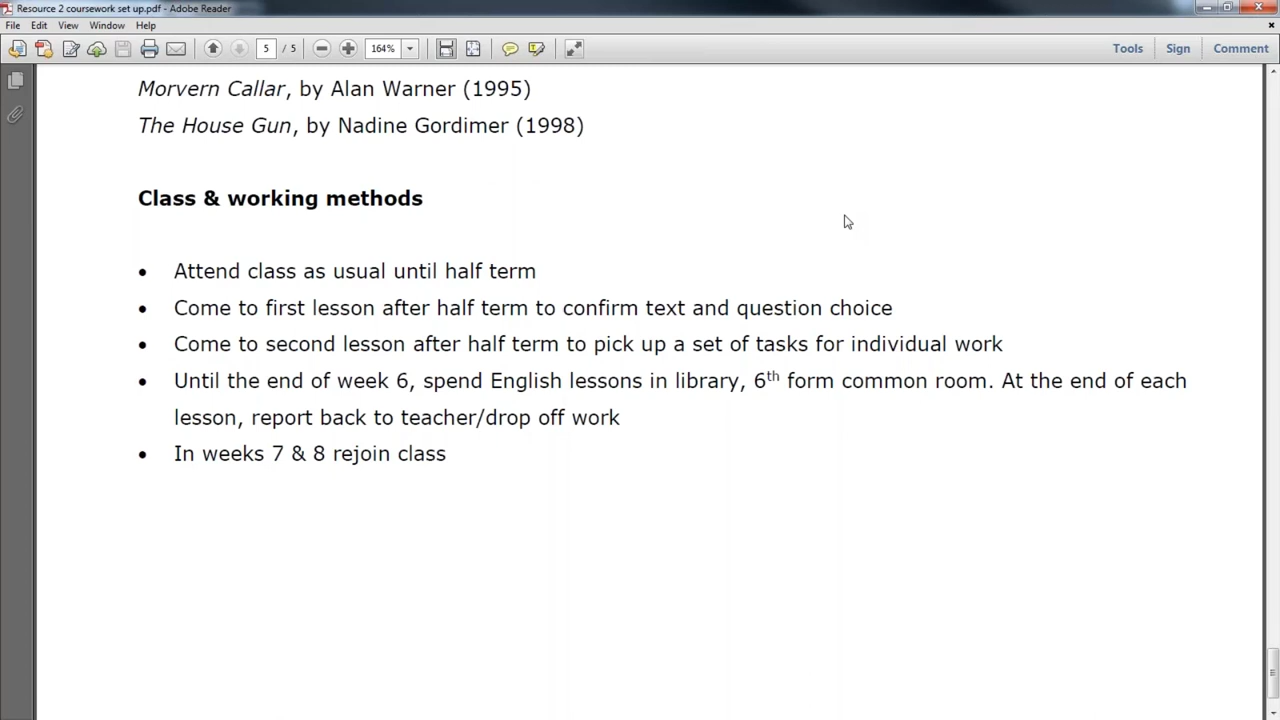 Resource 2 coursework set up.pdf - Adobe Reader
File Edit View Window Help
5 / 5 164% Tools Sign Comment
Morvern Callar, by Alan Warner (1995)
The House Gun, by Nadine Gordimer (1998)
Class & working methods
• Attend class as usual until half term
• Come to first lesson after half term to confirm text and question choice
• Come to second lesson after half term to pick up a set of tasks for individual work
• Until the end of week 6, spend English lessons in library, 6th form common room. At the end of each
lesson, report back to teacher/drop off work
• In weeks 7 & 8 rejoin class